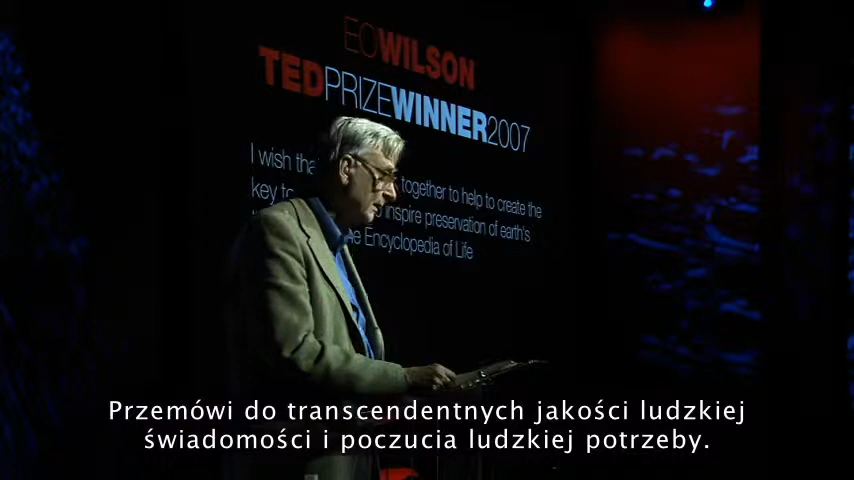 EOWILSON
TEDPRIZEWINNER2007
I wish tha together to help to create the
key to inspire preservation of earth's
Encyclopedia of Life
Przemówi do transcendentnych jakości ludzkiej
świadomości i poczucia ludzkiej potrzeby.